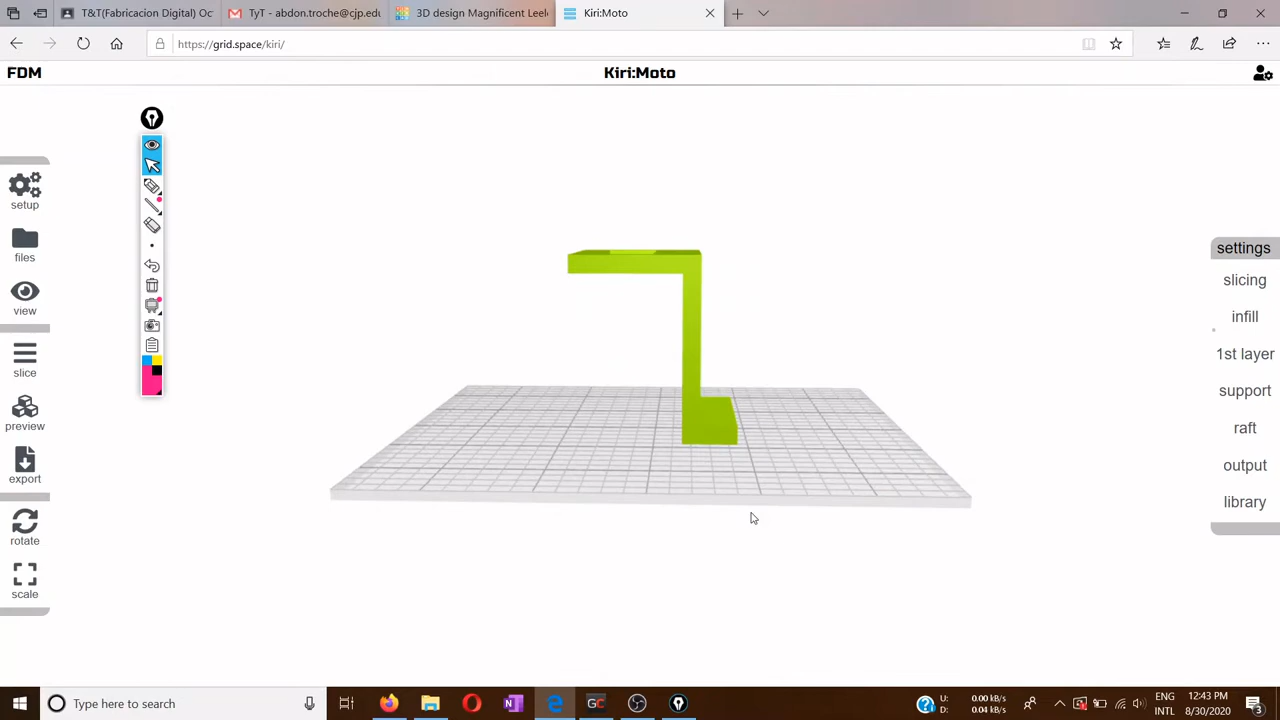 T&T(Fabricacion Digital) Oc
TyT - abdon.troche@cjp.edu
3D design Magnificent Leel
Kiri:Moto
https://grid.space/kiri/
FDM
Kiri:Moto
setup
files
view
slice
preview
export
rotate
scale
settings
slicing
infill
1st layer
support
raft
output
library
Type here to search
GC
U: 0.00 kB/s
D: 0.04 kB/s
ENG
INTL
12:43 PM
8/30/2020
3